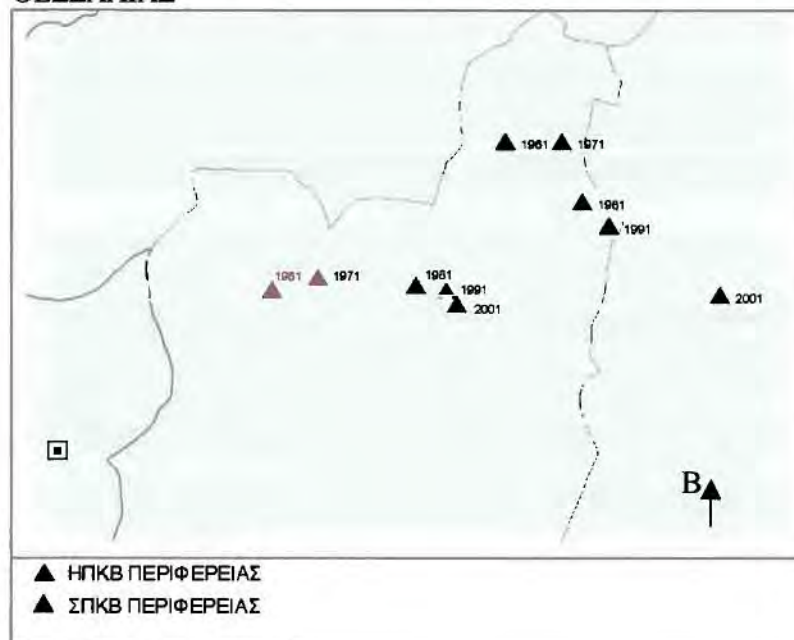 ▲ 1961 ▲ 1971
▲ 1961
▲ 1991
1961
▲ ▲ 1971
▲ 1961
▲ 1991
▲ 2001
▲ 2001
B
▲ ΗΠΚΒ ΠΕΡΙΦΕΡΕΙΑΣ
▲ ΣΠΚΒ ΠΕΡΙΦΕΡΕΙΑΣ